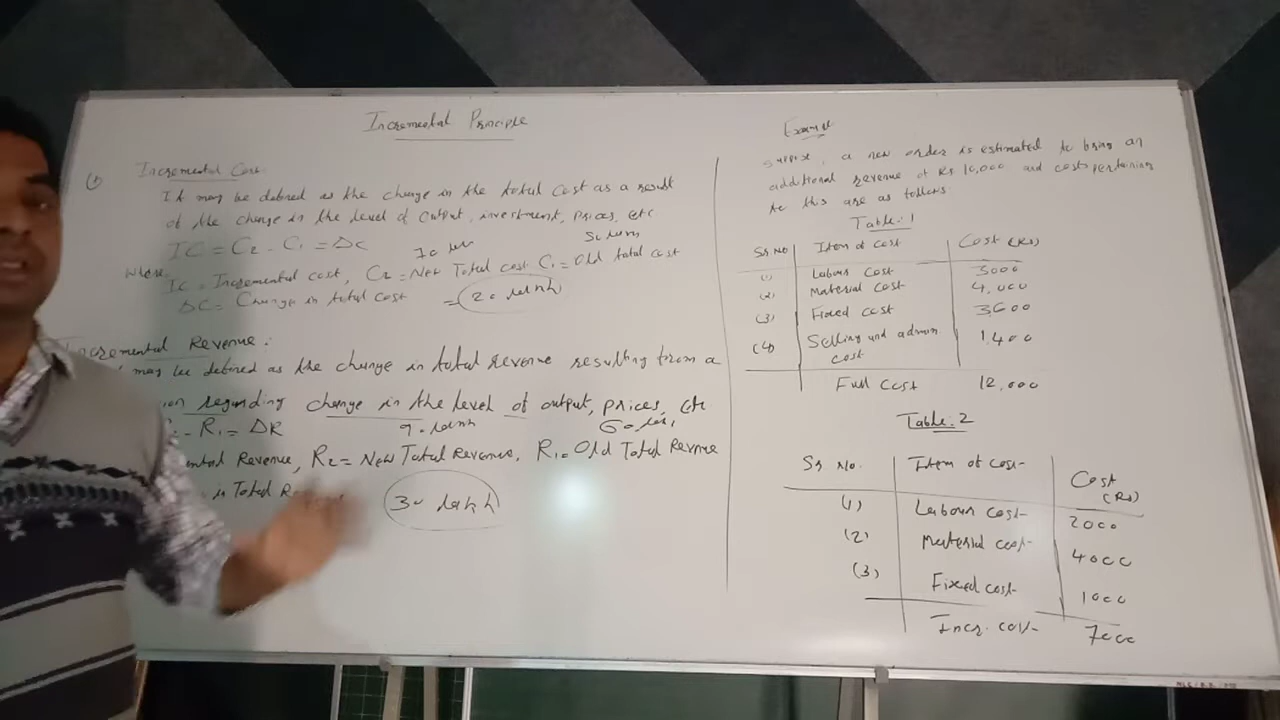 Incremental Principle
(1) Incremental Cost
It may be defined as the change in the total cost as a result
of the change in the level of output, investment, prices, etc
IC = C2 - C1 = ΔC
70 50
where
IC = Incremental cost, C2 = New Total cost C1 = Old total cost
ΔC = Change in total cost = 20 lakh
Incremental Revenue:
may be defined as the change in total revenue resulting from a
regarding change in the level of output, prices, etc
R1 = ΔR 90 lakh 60
Revenue, R2 = New Total Revenue, R1 = Old Total Revenue
in Total 30 lakh
Example
Suppose, a new order is estimated to bring an
additional revenue of Rs 10,000 and costs pertaining
to this are as follows
Table: 1
Sr. No Item of cost Cost (Rs)
(1) Labour cost 3000
(2) Material cost 4,000
(3) Fixed cost 3600
(4) Selling and admin 1,400
cost
Full cost 12,000
Table: 2
Sr No. Item of cost Cost
(Rs)
(1) Labour cost 2000
(2) Material cost 4000
(3) Fixed cost 1000
Incr. cost 7000